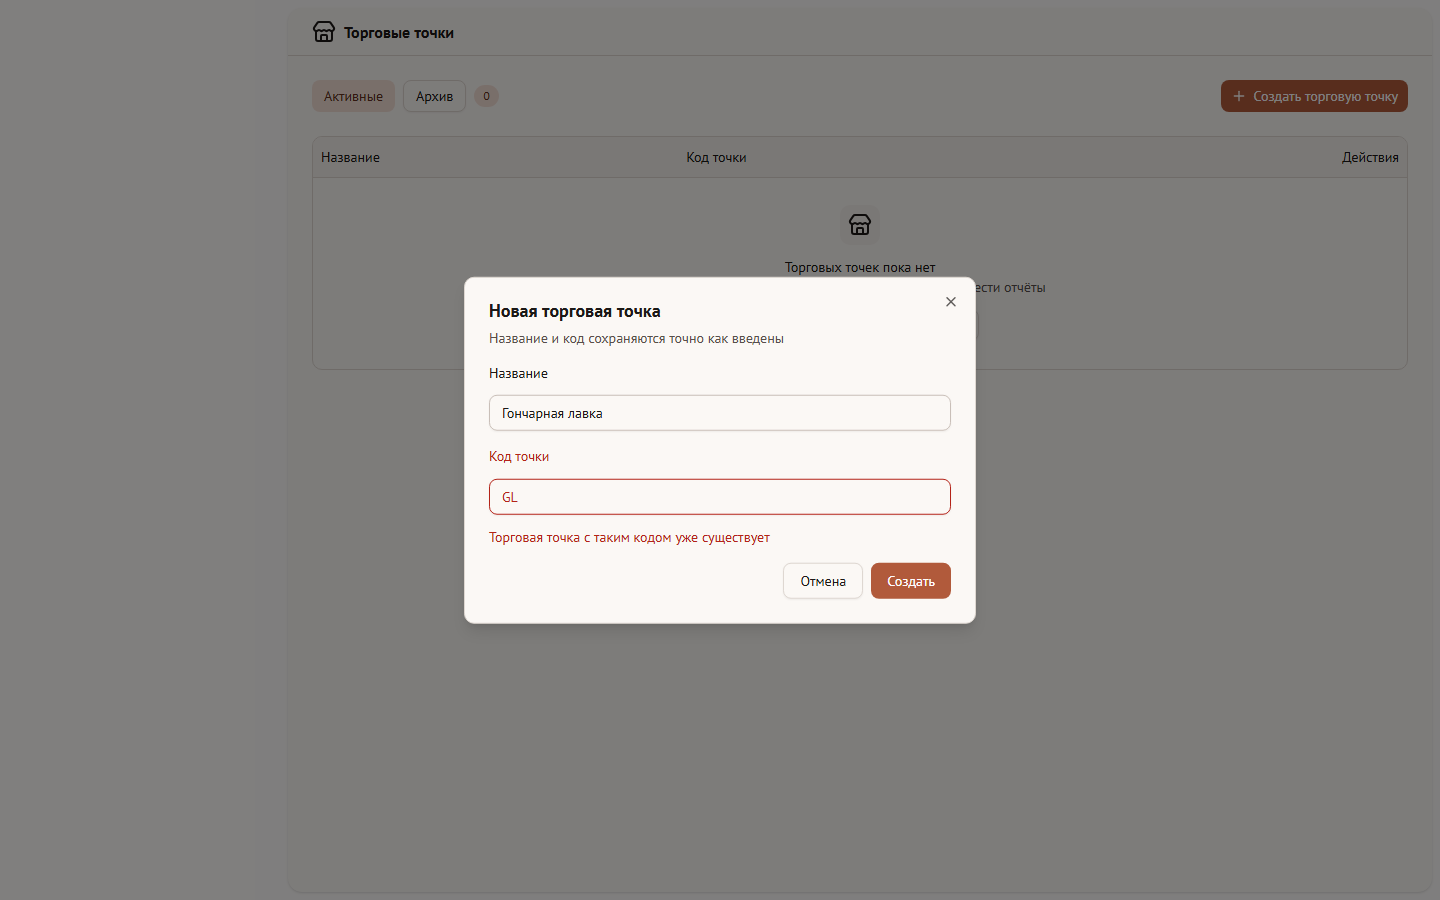 Торговые точки
Активные
Архив
0
Создать торговую точку
Название
Код точки
Действия
Торговых точек пока нет
ести отчёты
Новая торговая точка
Название и код сохраняются точно как введены
Название
Гончарная лавка
Код точки
GL
Торговая точка с таким кодом уже существует
Отмена
Создать